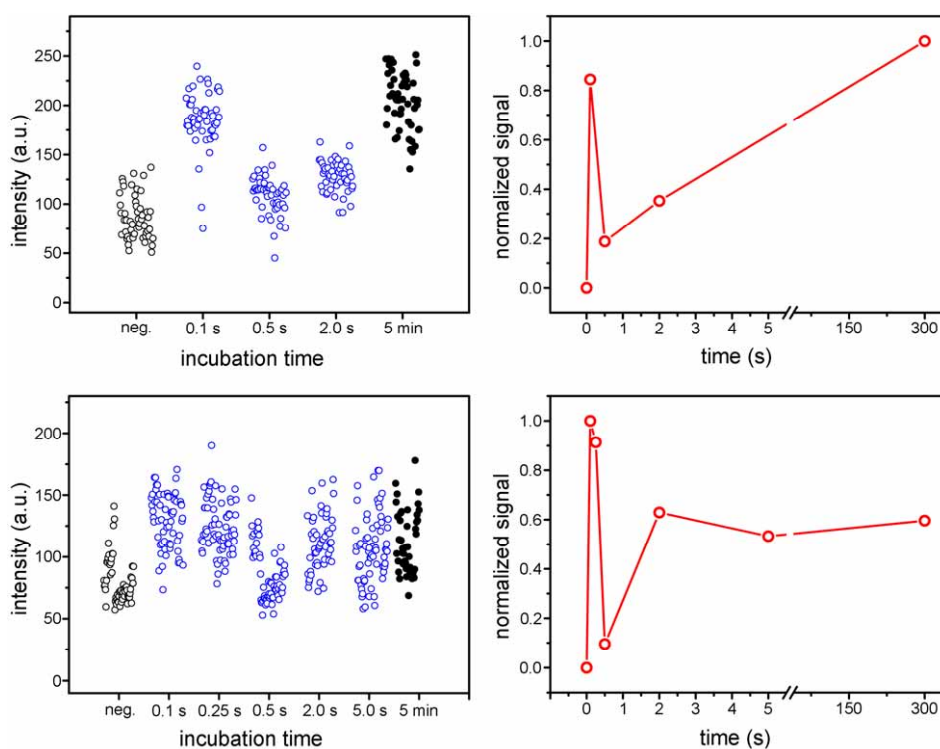 250
200
150
100
50
0
intensity (a.u.)
neg. 0.1 s 0.5 s 2.0 s 5 min
incubation time
1.0
0.8
0.6
0.4
0.2
0.0
normalized signal
0 1 2 3 4 5 150 300
time (s)
200
150
100
50
0
intensity (a.u.)
neg. 0.1 s 0.25 s 0.5 s 2.0 s 5.0 s 5 min
incubation time
1.0
0.8
0.6
0.4
0.2
0.0
normalized signal
0 1 2 3 4 5 150 300
time (s)